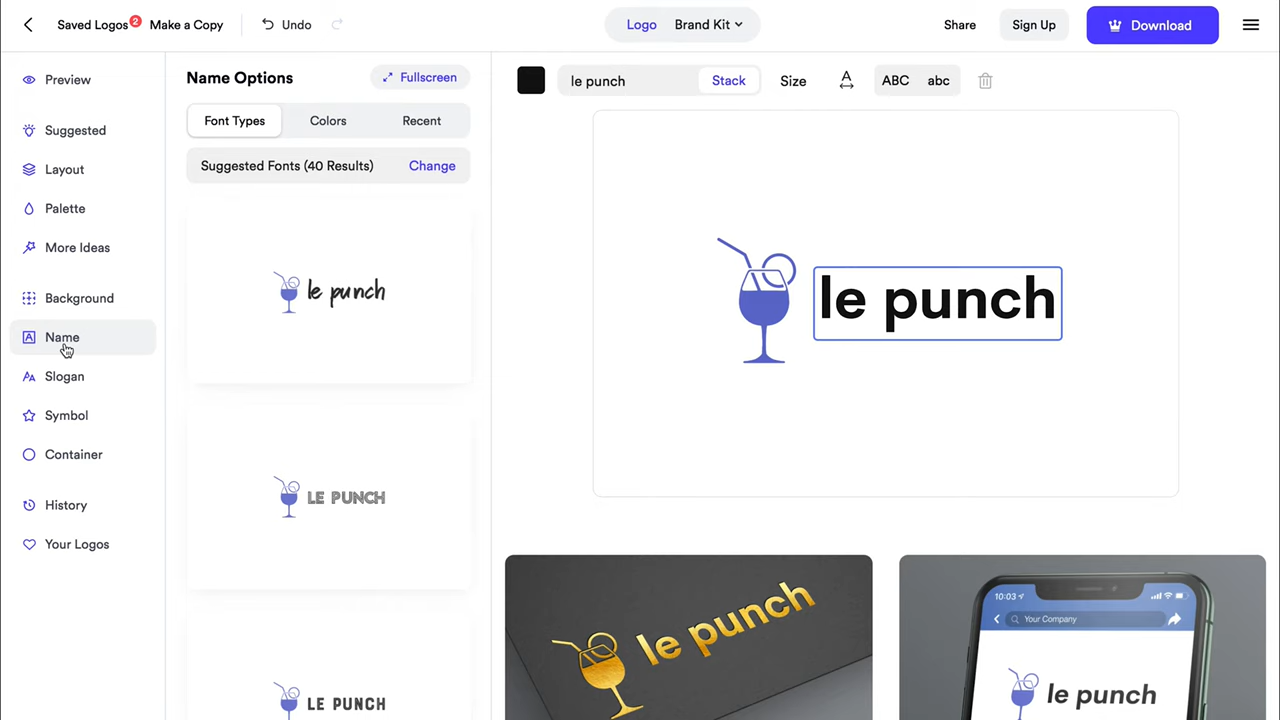 Saved Logos 2 Make a Copy Undo Logo Brand Kit Share Sign Up Download
Preview
Suggested
Layout
Palette
More Ideas
Background
Name
Slogan
Symbol
Container
History
Your Logos
Name Options Fullscreen
Font Types Colors Recent
Suggested Fonts (40 Results) Change
le punch
LE PUNCH
LE PUNCH
le punch Stack Size A ABC abc
le punch
le punch
10:03
Your Company
le punch